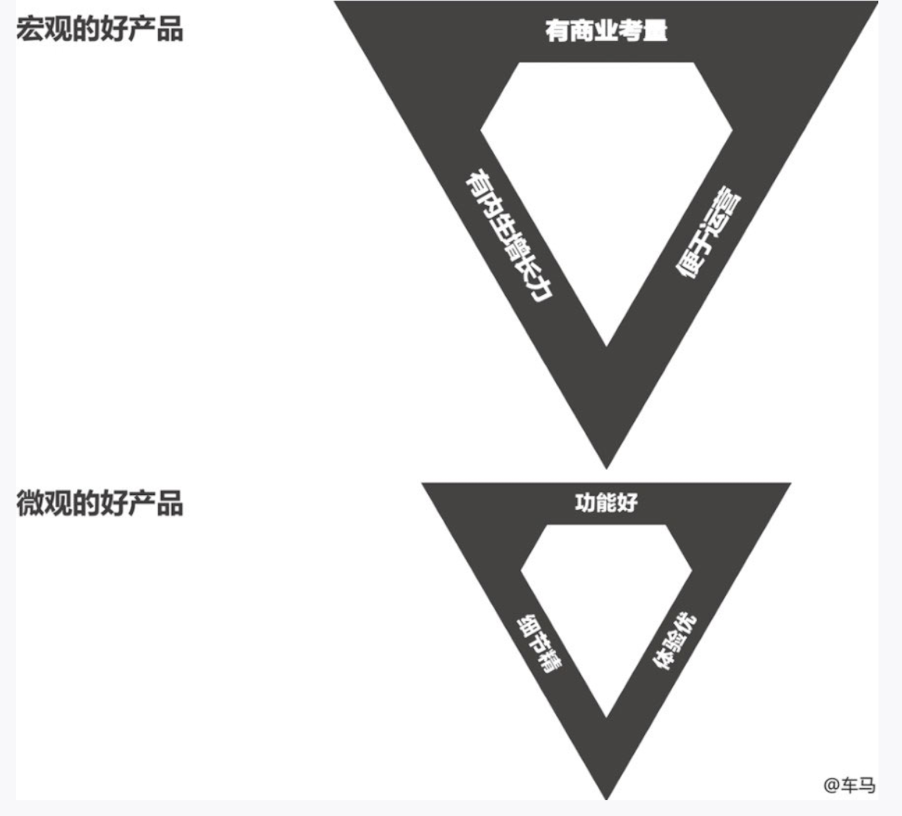 宏观的好产品
有商业考量
有内生增长力
便于运营
微观的好产品
功能好
细节精
体验优
@车马